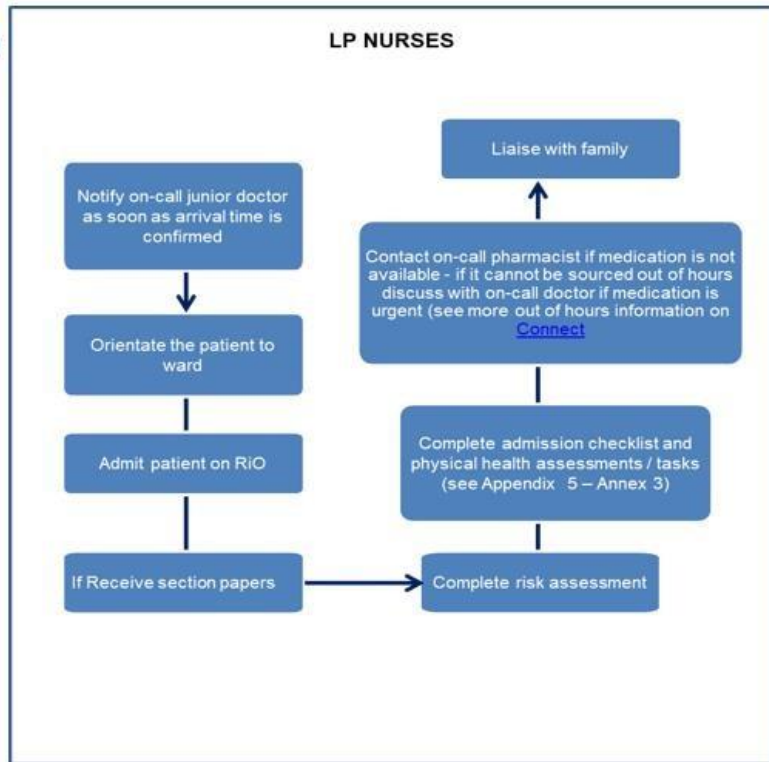 LP NURSES
Notify on-call junior doctor
as soon as arrival time is
confirmed
Orientate the patient to
ward
Admit patient on RiO
If Receive section papers
Complete risk assessment
Complete admission checklist and
physical health assessments / tasks
(see Appendix 5 – Annex 3)
Contact on-call pharmacist if medication is not
available - if it cannot be sourced out of hours
discuss with on-call doctor if medication is
urgent (see more out of hours information on
Connect
Liaise with family